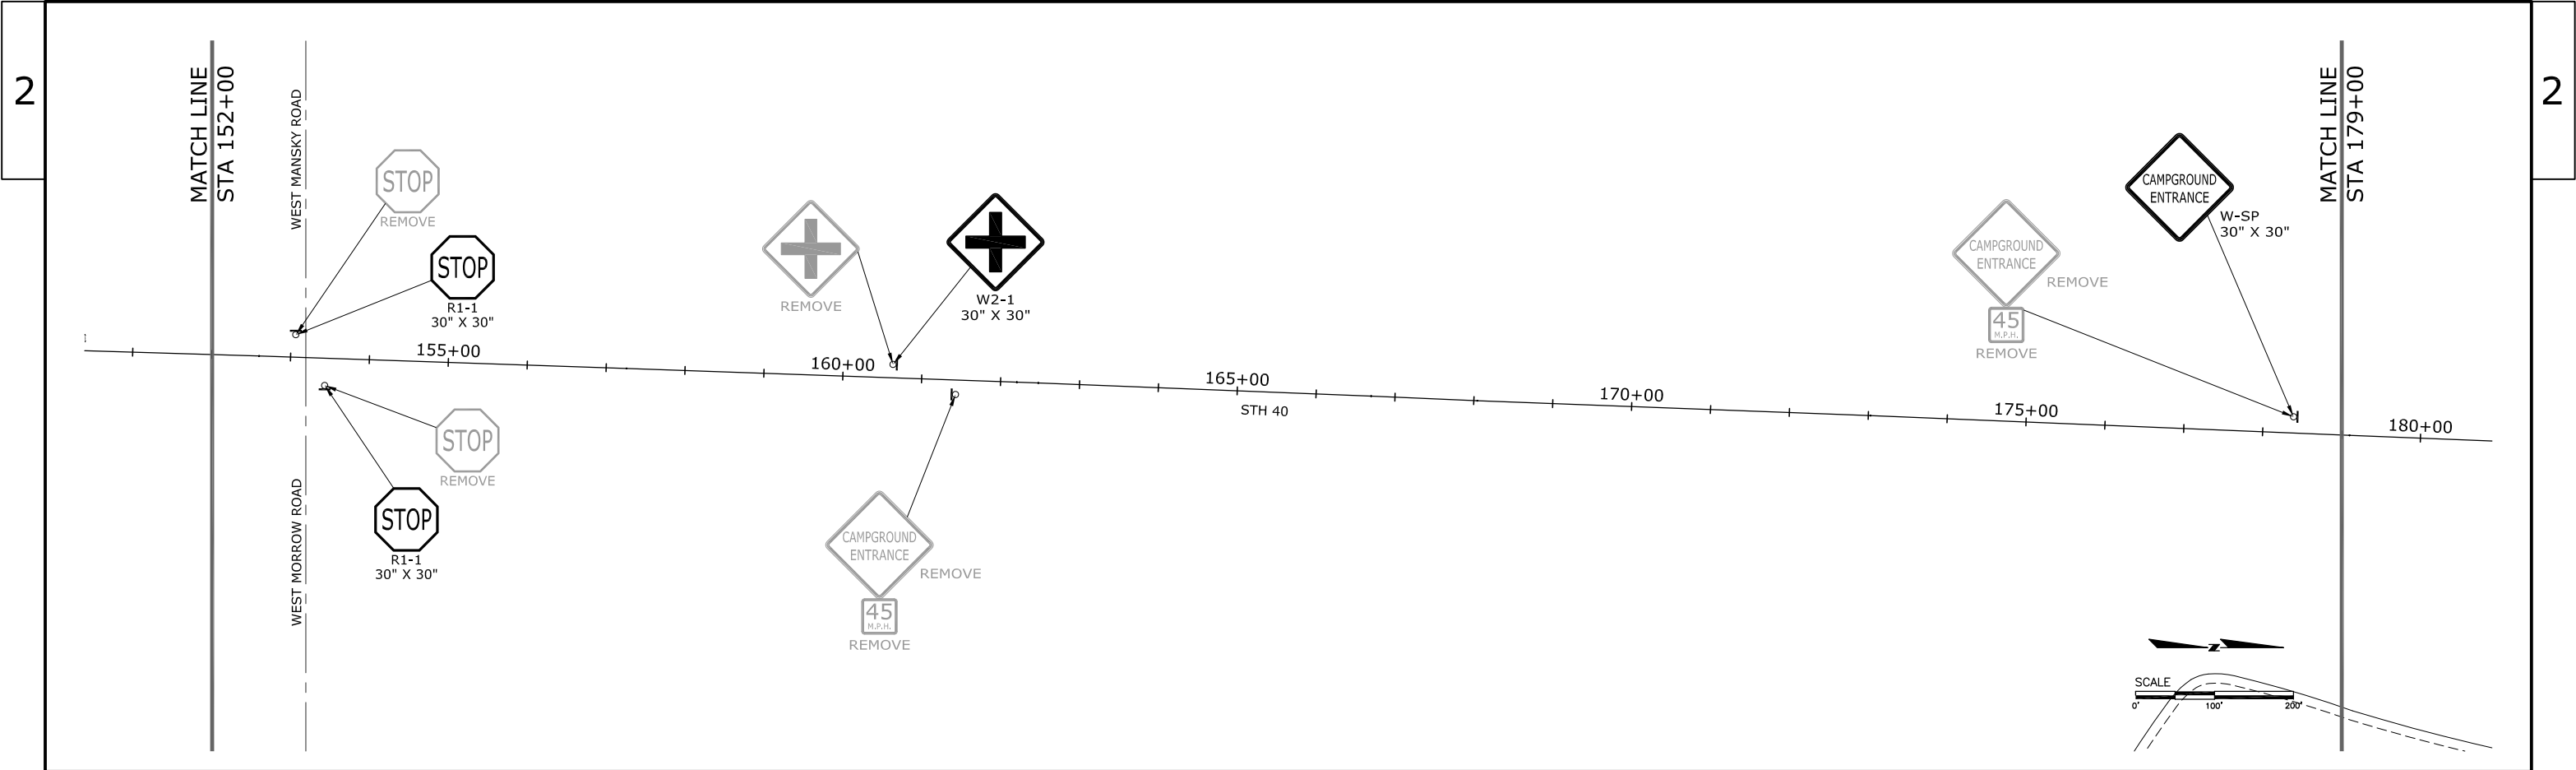 2
2
MATCH LINE
STA 152+00
WEST MANSKY ROAD
STOP
REMOVE
STOP
R1-1
30" X 30"
REMOVE
W2-1
30" X 30"
CAMPGROUND
ENTRANCE
REMOVE
45
M.P.H.
REMOVE
CAMPGROUND
ENTRANCE
W-SP
30" X 30"
MATCH LINE
STA 179+00
155+00
160+00
165+00
170+00
175+00
180+00
STH 40
WEST MORROW ROAD
STOP
REMOVE
STOP
R1-1
30" X 30"
CAMPGROUND
ENTRANCE
REMOVE
45
M.P.H.
REMOVE
N
SCALE
0'
100'
200'